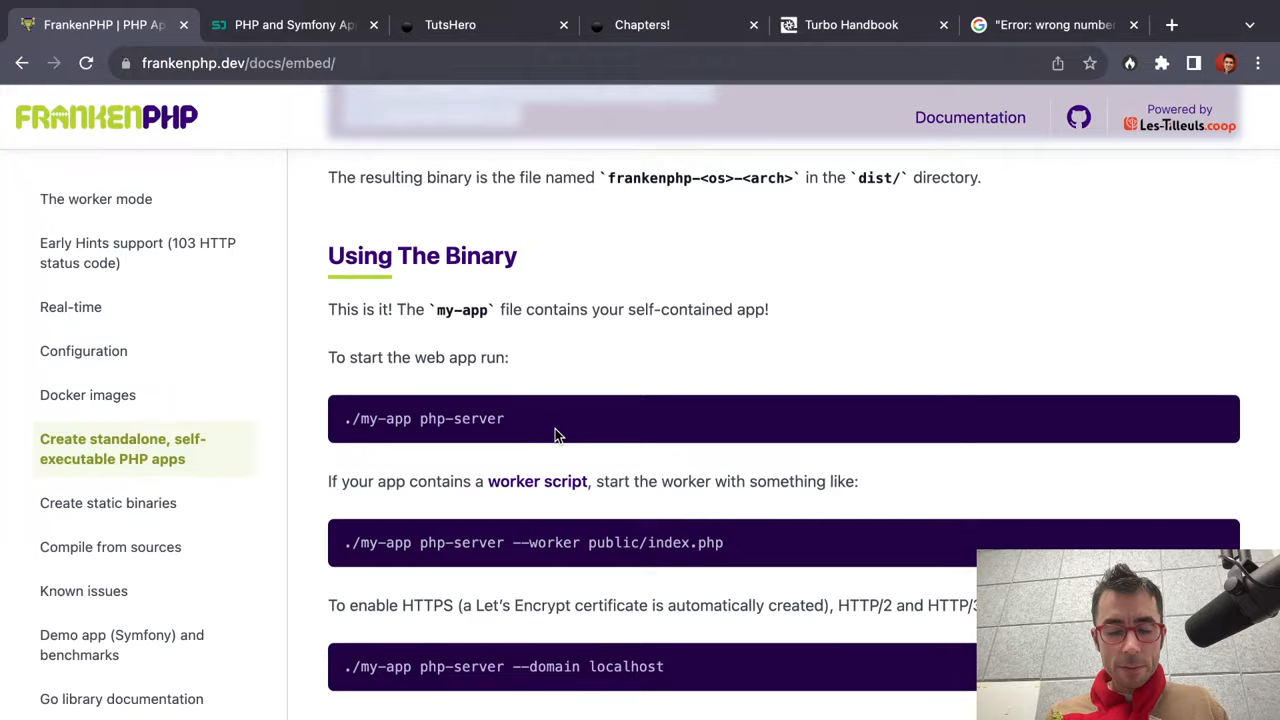 FrankenPHP | PHP Ap
PHP and Symfony Ap
TutsHero
Chapters!
Turbo Handbook
"Error: wrong numbe
frankenphp.dev/docs/embed/
FRANKENPHP
Documentation
Powered by
Les-Tilleuls.coop
The worker mode
Early Hints support (103 HTTP
status code)
Real-time
Configuration
Docker images
Create standalone, self-
executable PHP apps
Create static binaries
Compile from sources
Known issues
Demo app (Symfony) and
benchmarks
Go library documentation
The resulting binary is the file named `frankenphp-<os>-<arch>` in the `dist/` directory.
Using The Binary
This is it! The `my-app` file contains your self-contained app!
To start the web app run:
./my-app php-server
If your app contains a worker script, start the worker with something like:
./my-app php-server --worker public/index.php
To enable HTTPS (a Let's Encrypt certificate is automatically created), HTTP/2 and HTTP/3
./my-app php-server --domain localhost